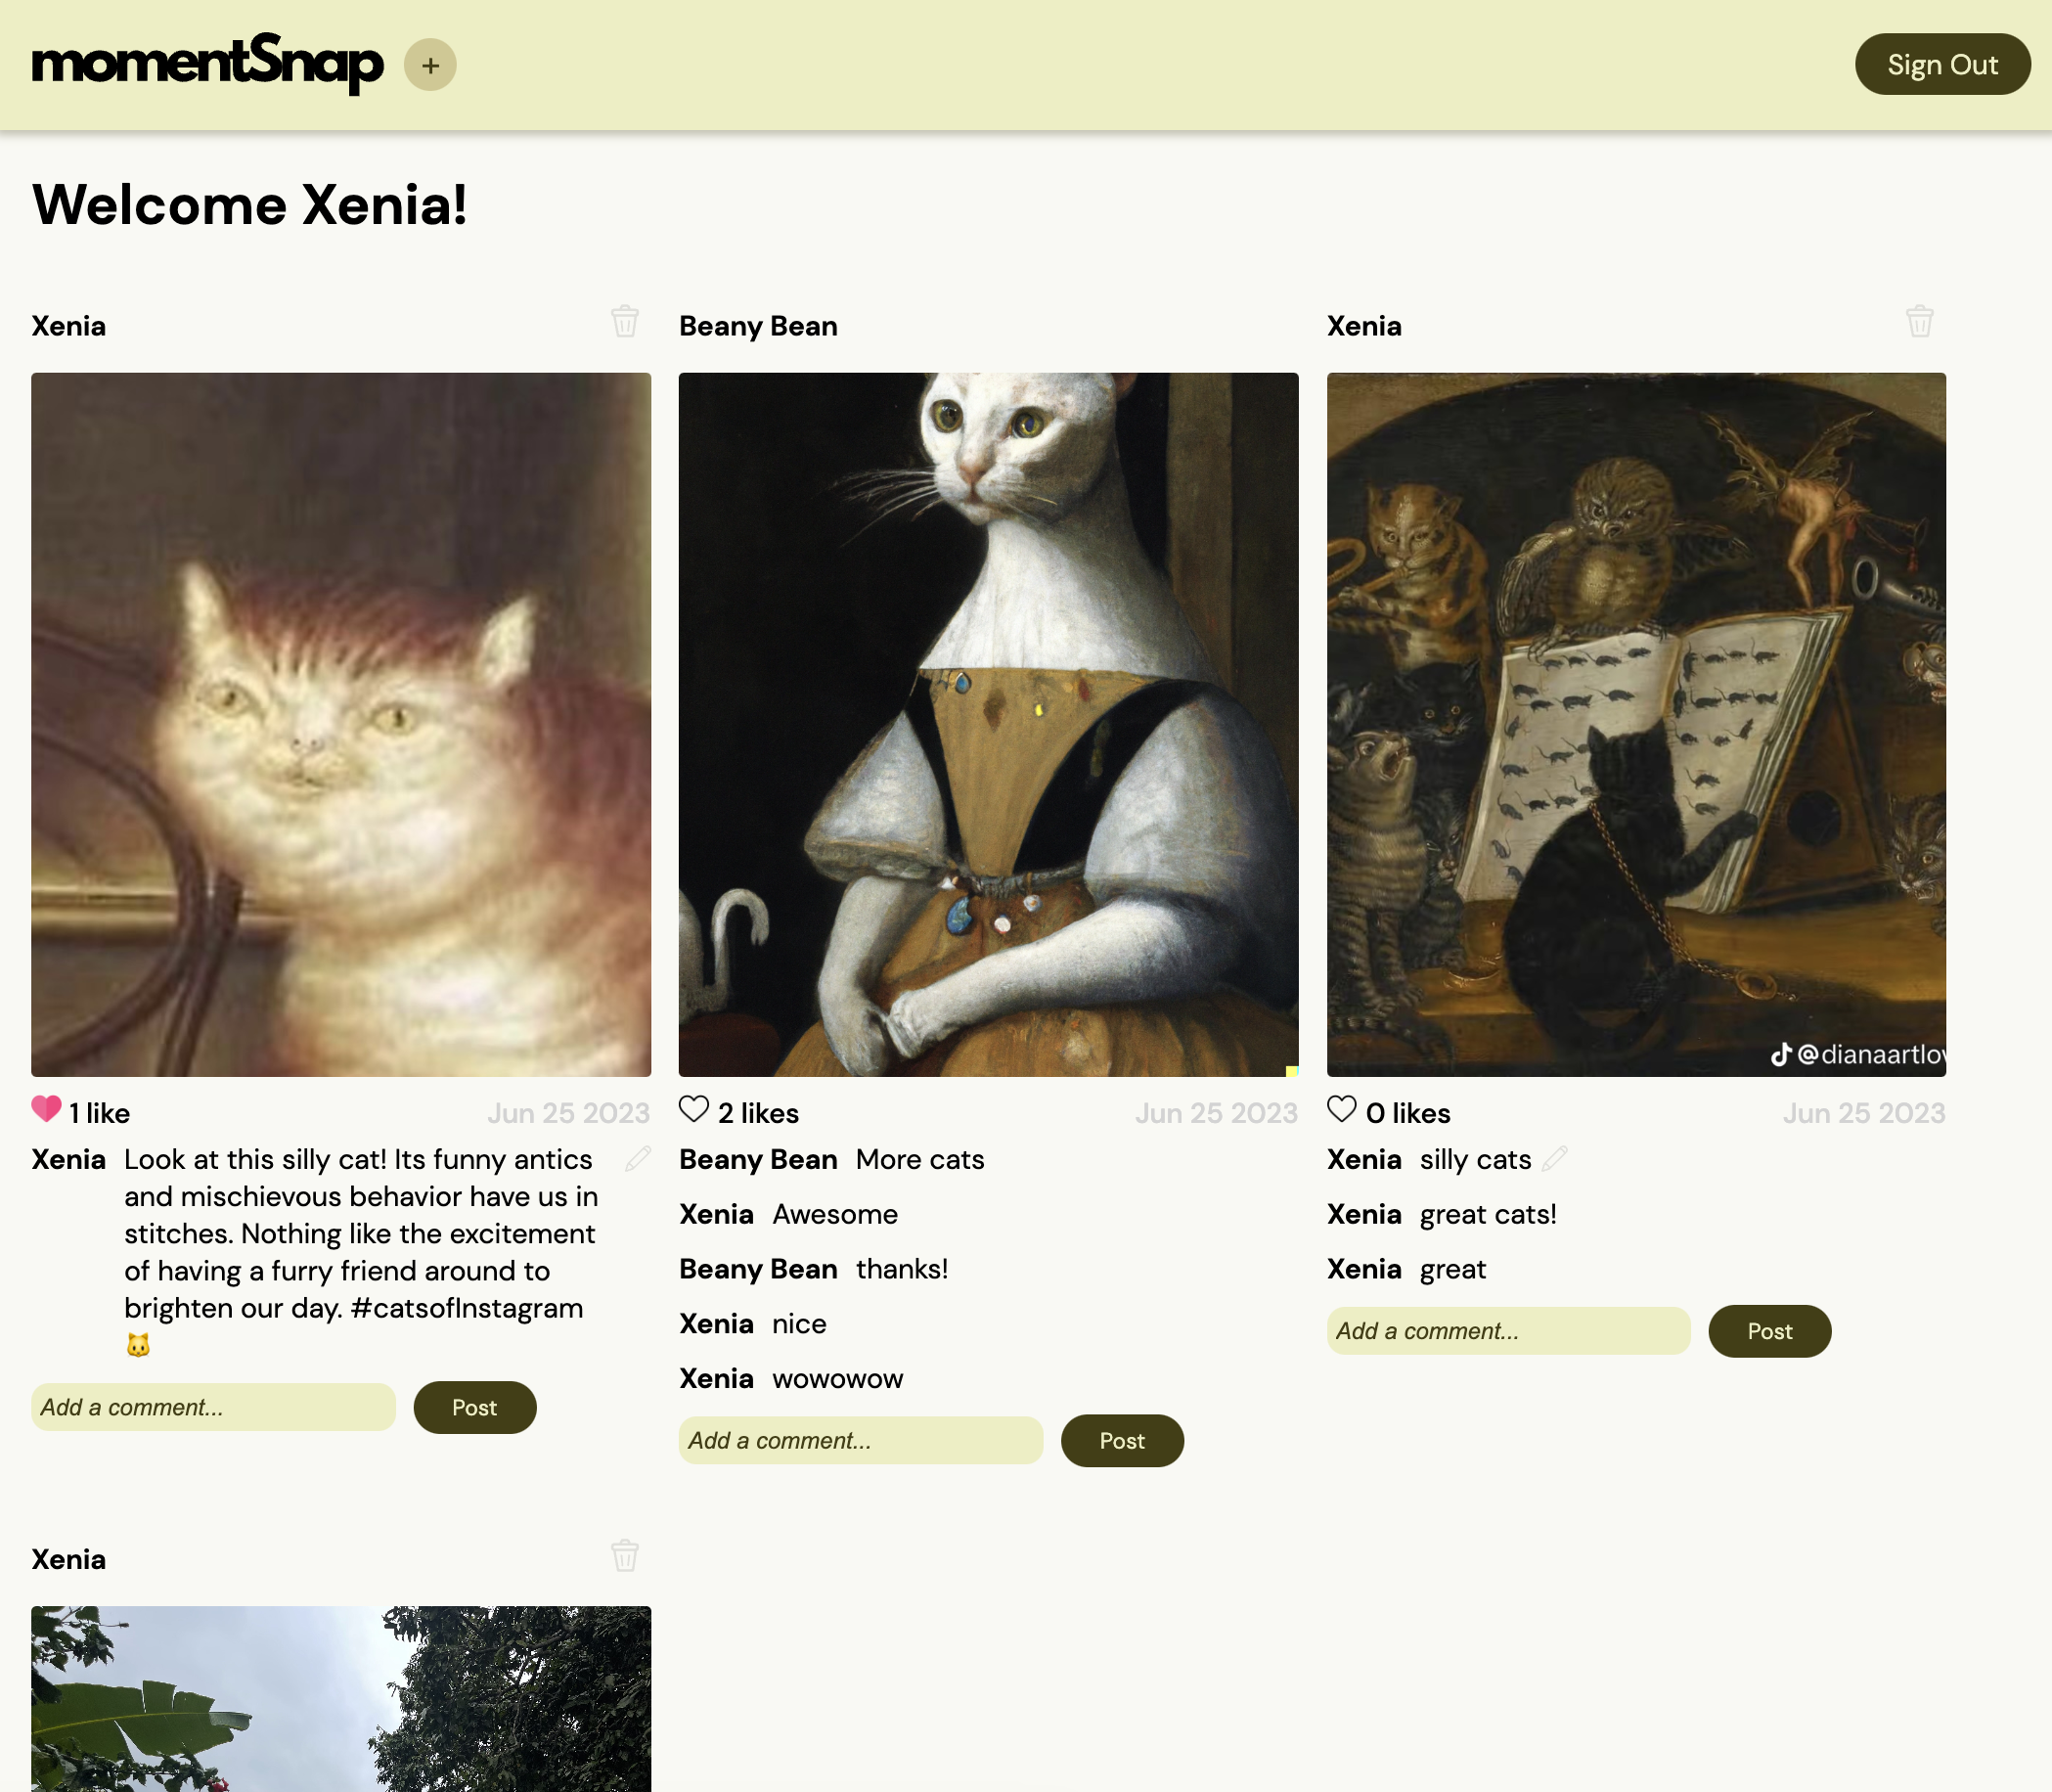 momentSnap +
Sign Out
Welcome Xenia!
Xenia
Beany Bean
Xenia
@dianaartlov
1 like
Jun 25 2023
Xenia Look at this silly cat! Its funny antics
and mischievous behavior have us in
stitches. Nothing like the excitement
of having a furry friend around to
brighten our day. #catsofInstagram
🐱
Add a comment...
Post
2 likes
Jun 25 2023
Beany Bean More cats
Xenia Awesome
Beany Bean thanks!
Xenia nice
Xenia wowowow
Add a comment...
Post
0 likes
Jun 25 2023
Xenia silly cats
Xenia great cats!
Xenia great
Add a comment...
Post
Xenia